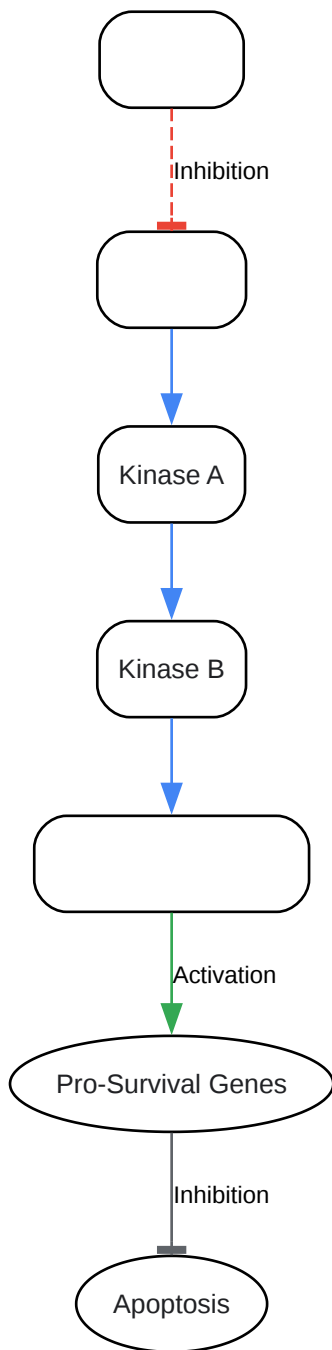 Inhibition
Kinase A
Kinase B
Activation
Pro-Survival Genes
Inhibition
Apoptosis